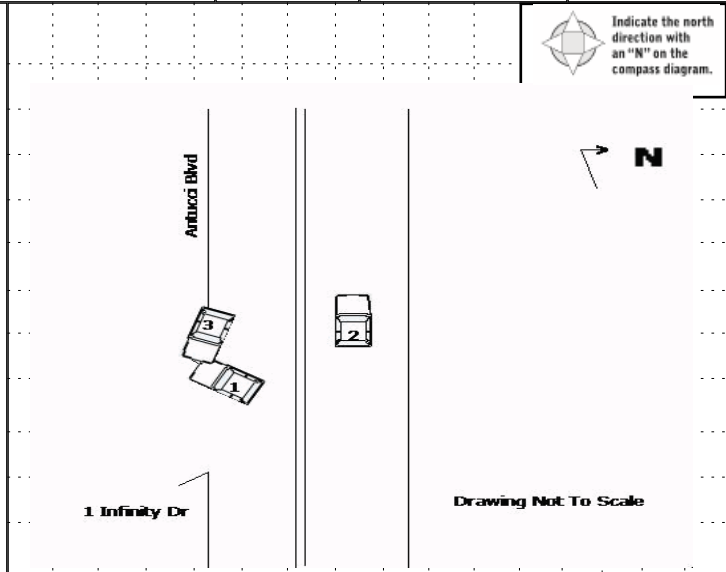 Indicate the north
direction with
an “N” on the
compass diagram.
N
Antucci Blvd
3
2
1
1 Infinity Dr
Drawing Not To Scale